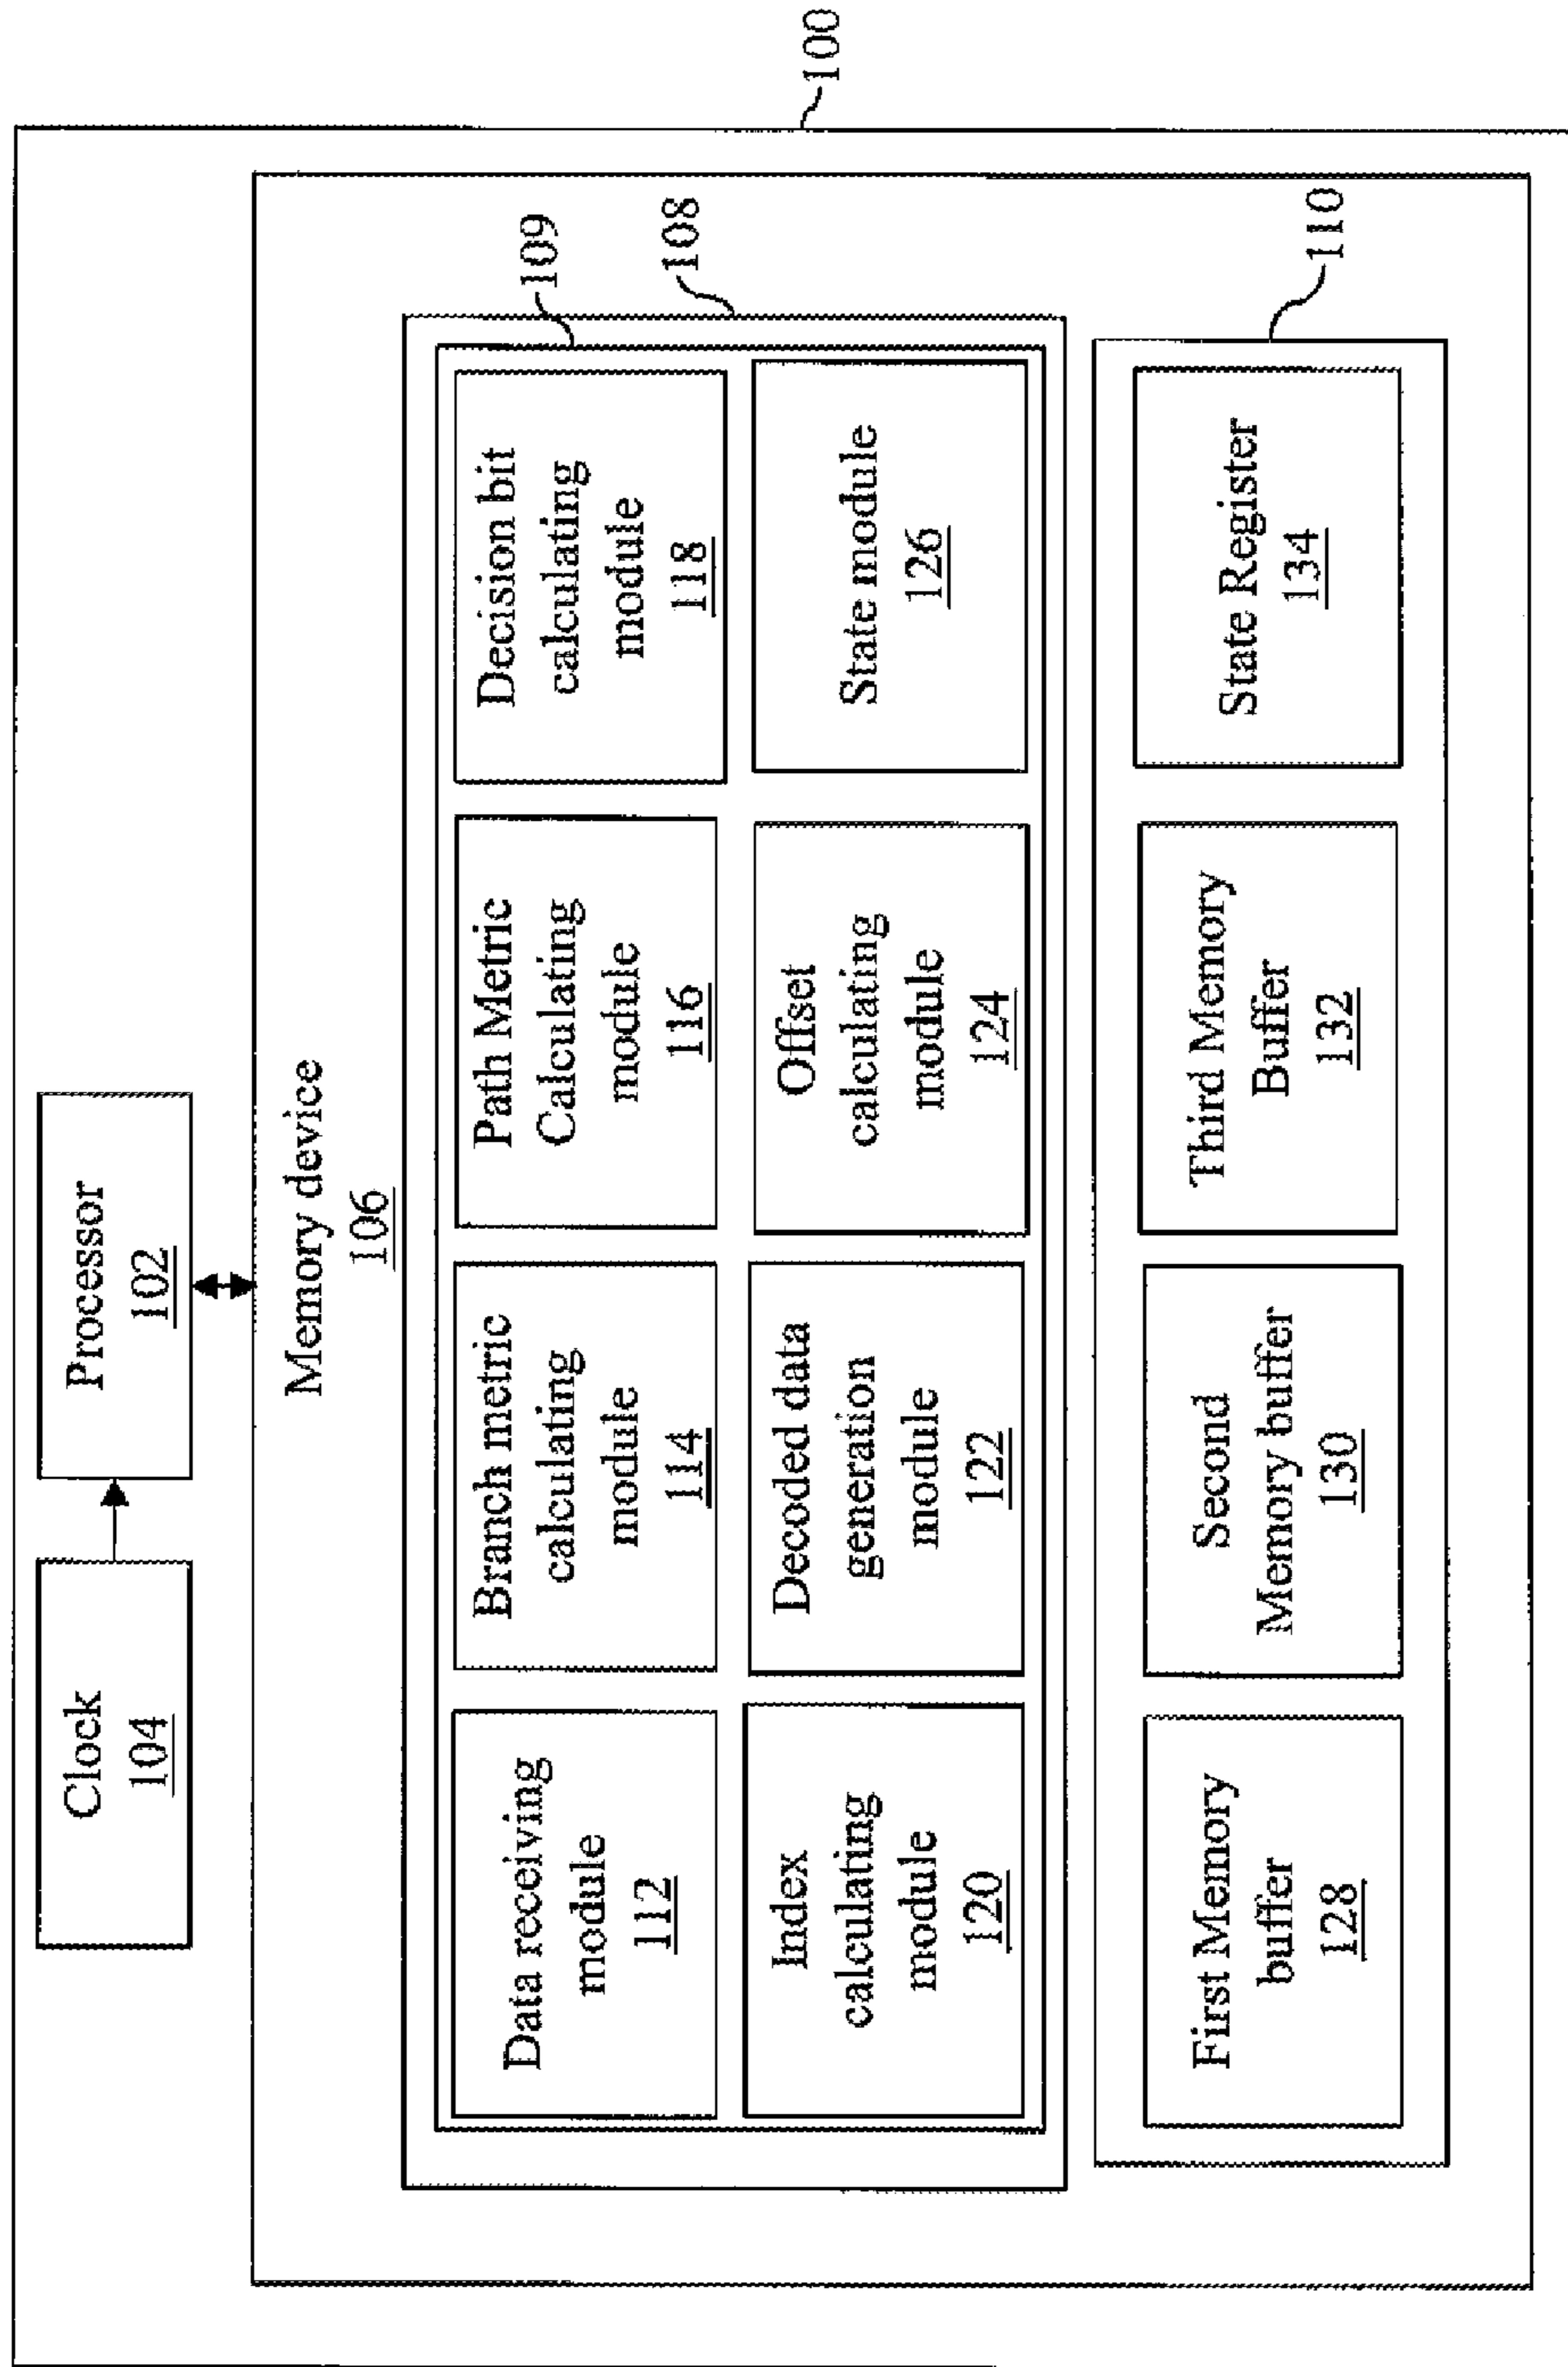 100
Clock
104
Processor
102
Memory device
106
109
108
Data receiving
module
112
Branch metric
calculating
module
114
Path Metric
Calculating
module
116
Decision bit
calculating
module
118
Index
calculating
module
120
Decoded data
generation
module
122
Offset
calculating
module
124
State module
126
110
First Memory
buffer
128
Second
Memory buffer
130
Third Memory
Buffer
132
State Register
134